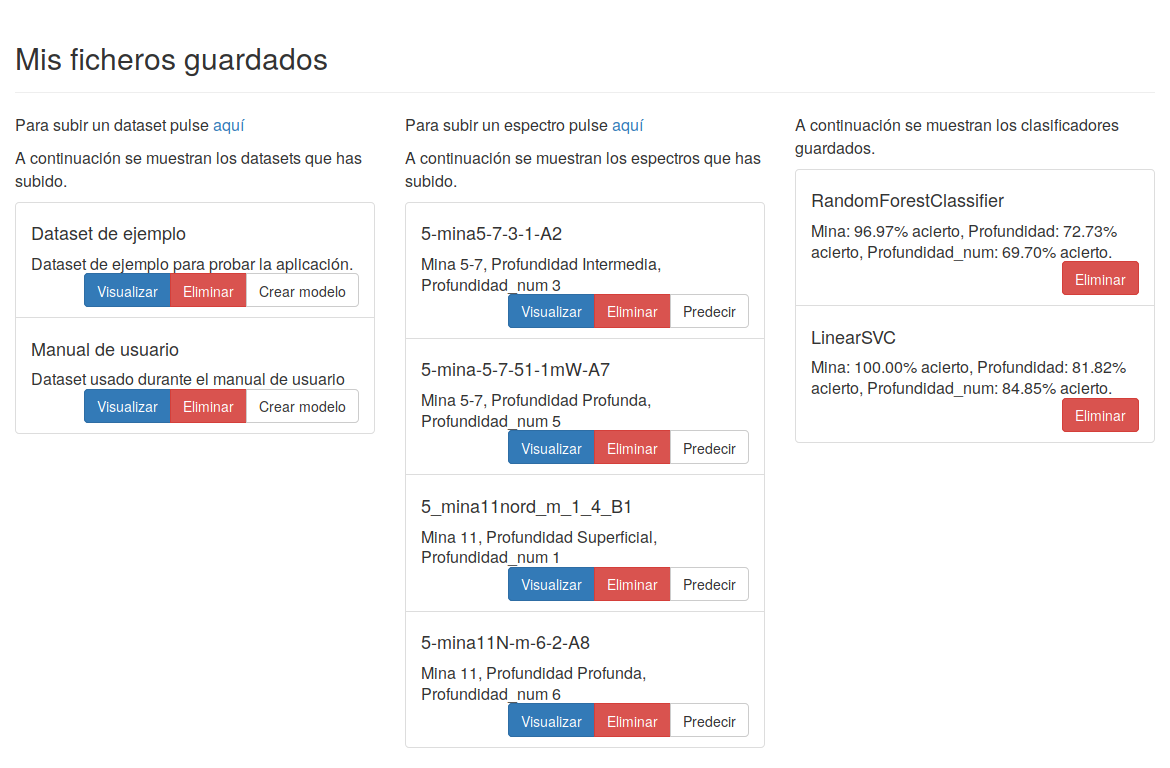 Mis ficheros guardados
Para subir un dataset pulse aquí
A continuación se muestran los datasets que has
subido.
Dataset de ejemplo
Dataset de ejemplo para probar la aplicación.
Visualizar Eliminar Crear modelo
Manual de usuario
Dataset usado durante el manual de usuario
Visualizar Eliminar Crear modelo
Para subir un espectro pulse aquí
A continuación se muestran los espectros que has
subido.
5-mina5-7-3-1-A2
Mina 5-7, Profundidad Intermedia,
Profundidad_num 3
Visualizar Eliminar Predecir
5-mina-5-7-51-1mW-A7
Mina 5-7, Profundidad Profunda,
Profundidad_num 5
Visualizar Eliminar Predecir
5_mina11nord_m_1_4_B1
Mina 11, Profundidad Superficial,
Profundidad_num 1
Visualizar Eliminar Predecir
5-mina11N-m-6-2-A8
Mina 11, Profundidad Profunda,
Profundidad_num 6
Visualizar Eliminar Predecir
A continuación se muestran los clasificadores
guardados.
RandomForestClassifier
Mina: 96.97% acierto, Profundidad: 72.73%
acierto, Profundidad_num: 69.70% acierto.
Eliminar
LinearSVC
Mina: 100.00% acierto, Profundidad: 81.82%
acierto, Profundidad_num: 84.85% acierto.
Eliminar